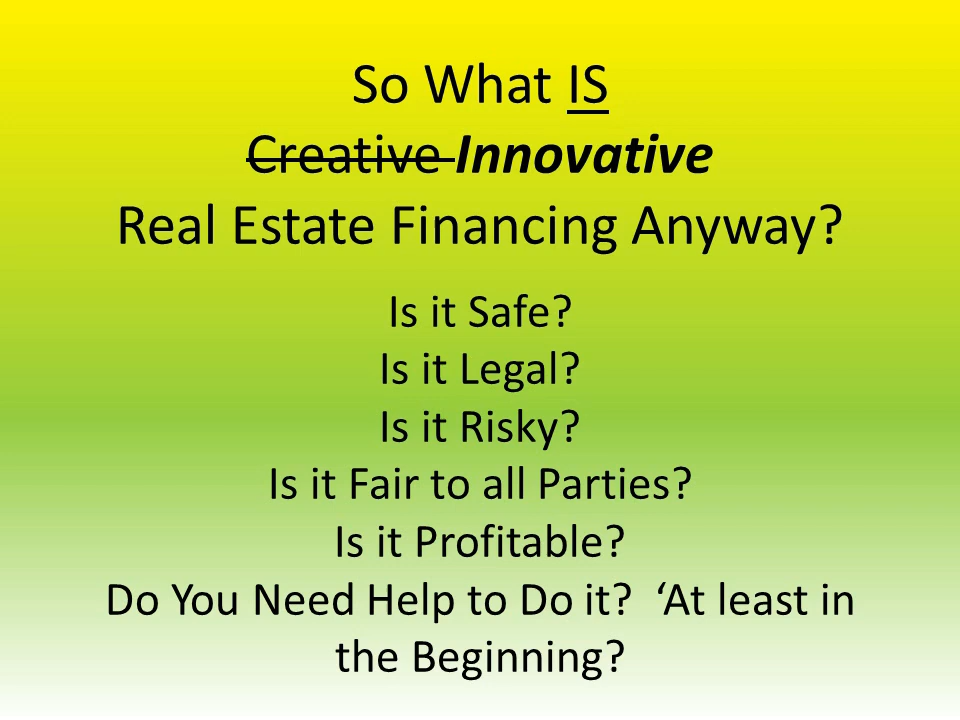 So What IS
Creative Innovative
Real Estate Financing Anyway?
Is it Safe?
Is it Legal?
Is it Risky?
Is it Fair to all Parties?
Is it Profitable?
Do You Need Help to Do it?  ‘At least in
the Beginning?